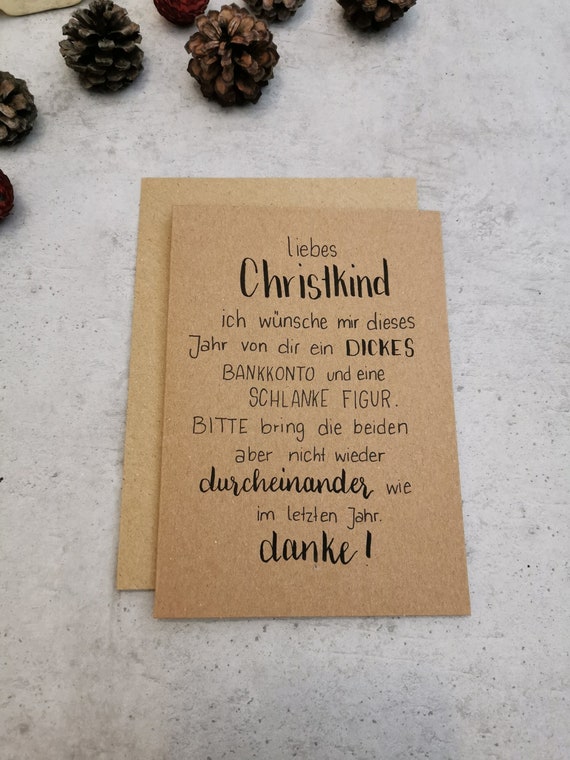 liebes
Christkind
ich wünsche mir dieses
Jahr von dir ein DICKES
BANKKONTO und eine
SCHLANKE FIGUR.
BITTE bring die beiden
aber nicht wieder
durcheinander wie
im letzten Jahr.
danke!